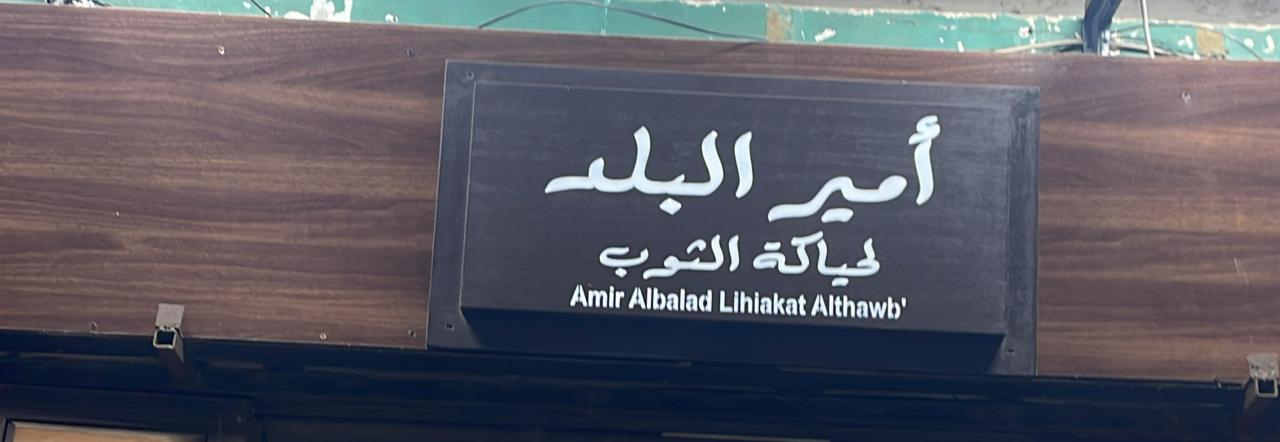 أمير البلد
لحياكة الثوب
Amir Albalad Lihiakat Althawb'